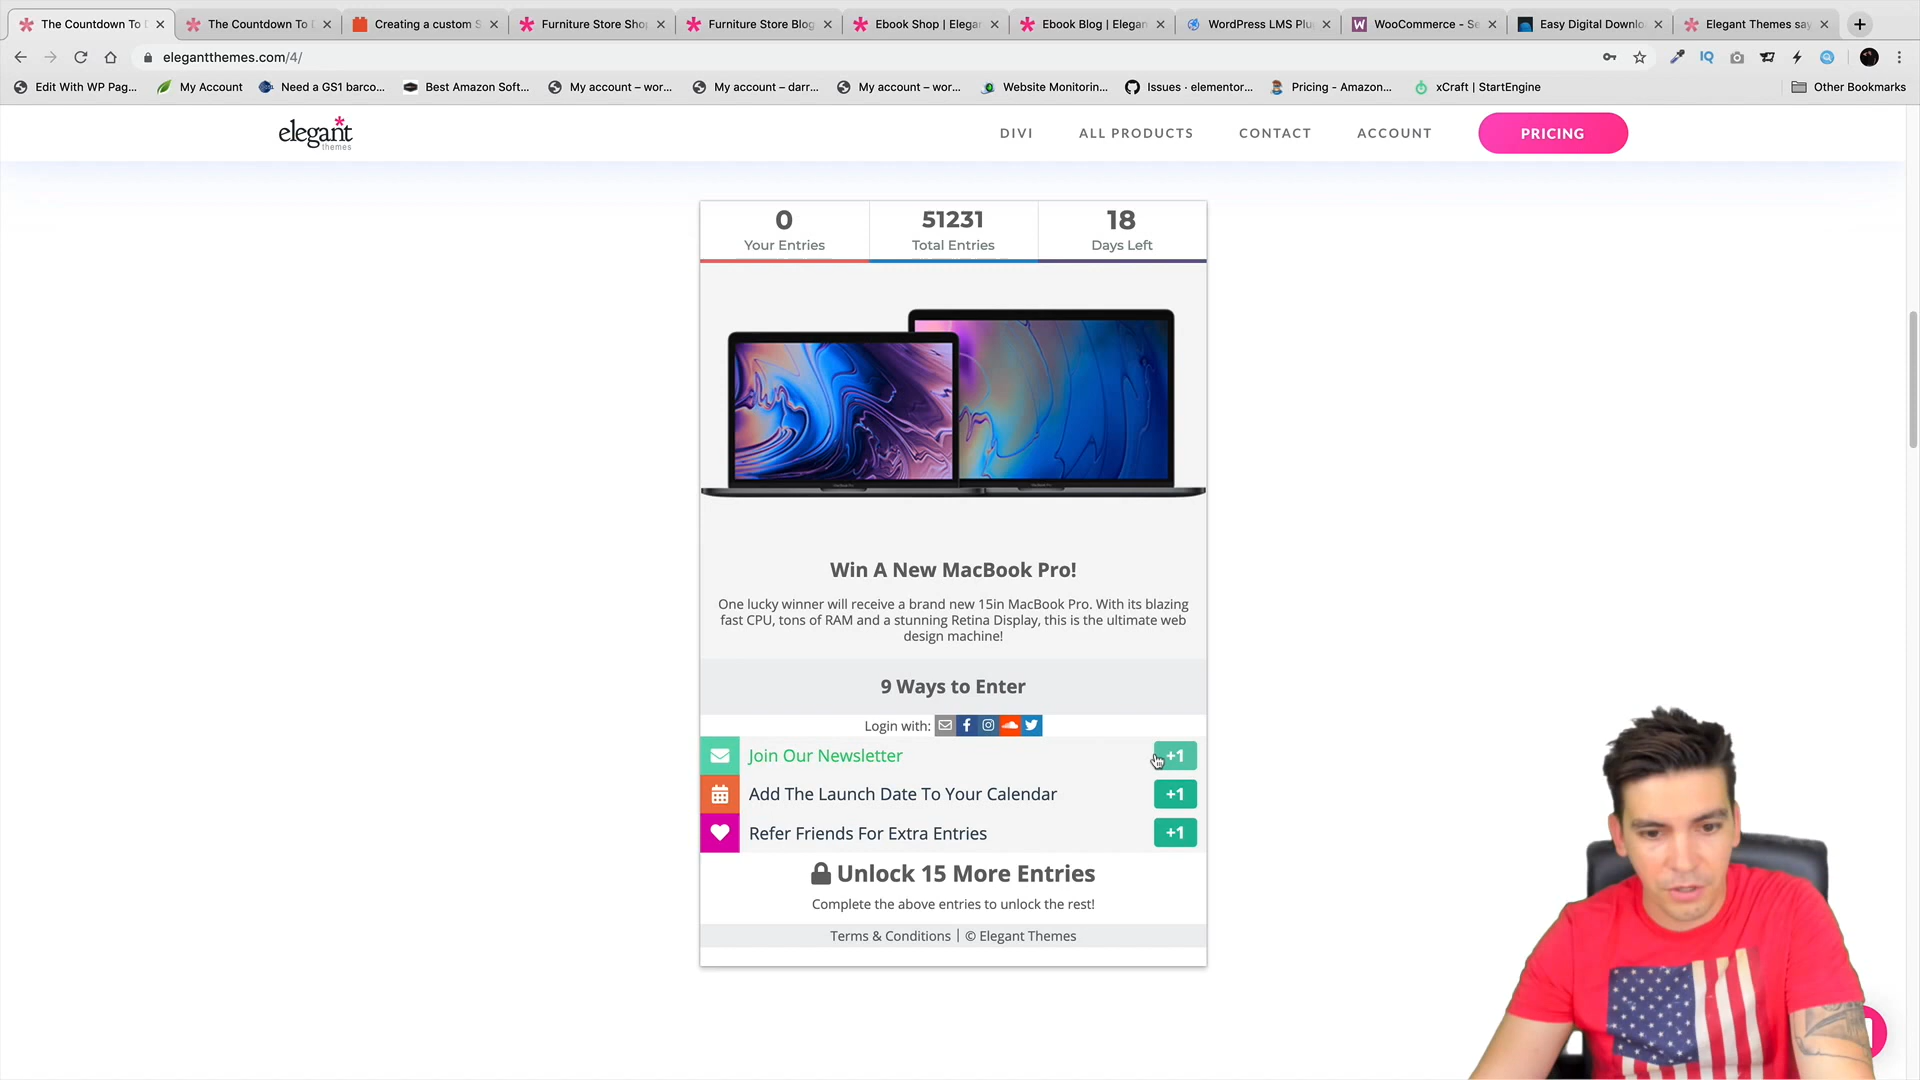 The Countdown To D
The Countdown To D
Creating a custom S
Furniture Store Shop
Furniture Store Blog
Ebook Shop | Elegan
Ebook Blog | Elegan
WordPress LMS Plu
WooCommerce - Se
Easy Digital Downlo
Elegant Themes say
elegantthemes.com/4/
IQ
Edit With WP Pag...
My Account
Need a GS1 barco...
Best Amazon Soft...
My account – wor...
My account – darr...
My account – wor...
Website Monitorin...
Issues · elementor...
Pricing - Amazon...
xCraft | StartEngine
Other Bookmarks
elegant
themes
DIVI
ALL PRODUCTS
CONTACT
ACCOUNT
PRICING
0
Your Entries
51231
Total Entries
18
Days Left
Win A New MacBook Pro!
One lucky winner will receive a brand new 15in MacBook Pro. With its blazing
fast CPU, tons of RAM and a stunning Retina Display, this is the ultimate web
design machine!
9 Ways to Enter
Login with:
Join Our Newsletter
+1
Add The Launch Date To Your Calendar
+1
Refer Friends For Extra Entries
+1
Unlock 15 More Entries
Complete the above entries to unlock the rest!
Terms & Conditions | © Elegant Themes